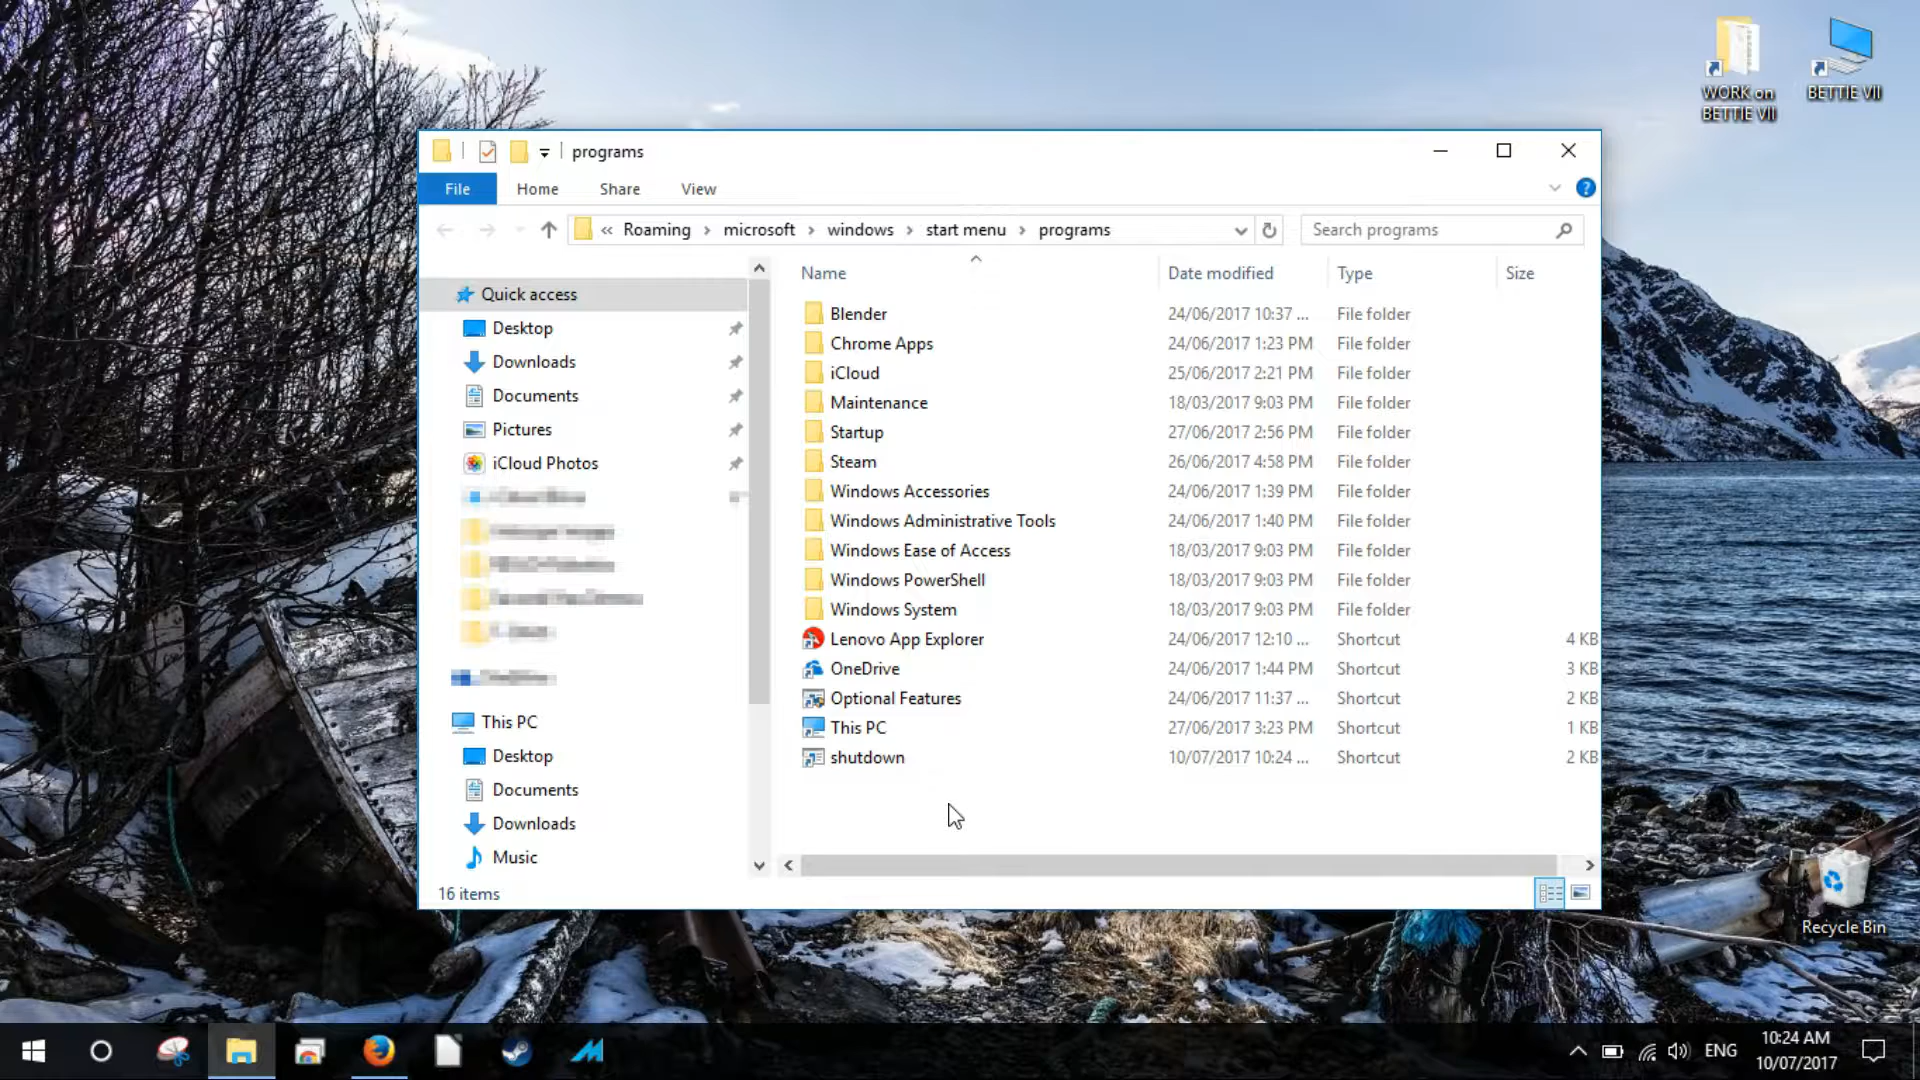 WORK on
BETTIE VII
BETTIE VII
programs
File Home Share View
« Roaming > microsoft > windows > start menu > programs
Search programs
Name Date modified Type Size
Quick access
Desktop
Downloads
Documents
Pictures
iCloud Photos
This PC
Desktop
Documents
Downloads
Music
Blender 24/06/2017 10:37 ... File folder
Chrome Apps 24/06/2017 1:23 PM File folder
iCloud 25/06/2017 2:21 PM File folder
Maintenance 18/03/2017 9:03 PM File folder
Startup 27/06/2017 2:56 PM File folder
Steam 26/06/2017 4:58 PM File folder
Windows Accessories 24/06/2017 1:39 PM File folder
Windows Administrative Tools 24/06/2017 1:40 PM File folder
Windows Ease of Access 18/03/2017 9:03 PM File folder
Windows PowerShell 18/03/2017 9:03 PM File folder
Windows System 18/03/2017 9:03 PM File folder
Lenovo App Explorer 24/06/2017 12:10 ... Shortcut 4 KB
OneDrive 24/06/2017 1:44 PM Shortcut 3 KB
Optional Features 24/06/2017 11:37 ... Shortcut 2 KB
This PC 27/06/2017 3:23 PM Shortcut 1 KB
shutdown 10/07/2017 10:24 ... Shortcut 2 KB
16 items
Recycle Bin
ENG
10:24 AM
10/07/2017